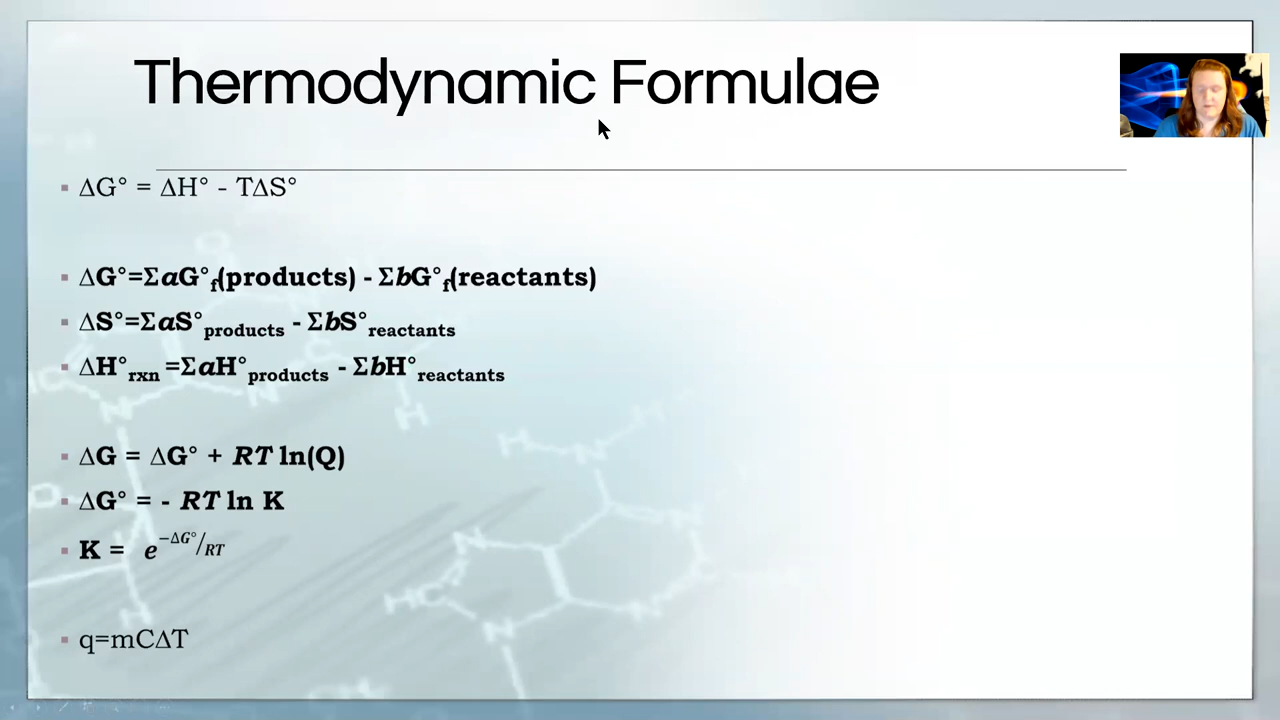 Thermodynamic Formulae
▪ ΔG° = ΔH° - TΔS°
▪ ΔG°=ΣaG°f(products) - ΣbG°f(reactants)
▪ ΔS°=ΣaS°products - ΣbS°reactants
▪ ΔH°rxn =ΣaH°products - ΣbH°reactants
▪ ΔG = ΔG° + RT ln(Q)
▪ ΔG° = - RT ln K
▪ K = e^−ΔG°/RT
▪ q=mCΔT